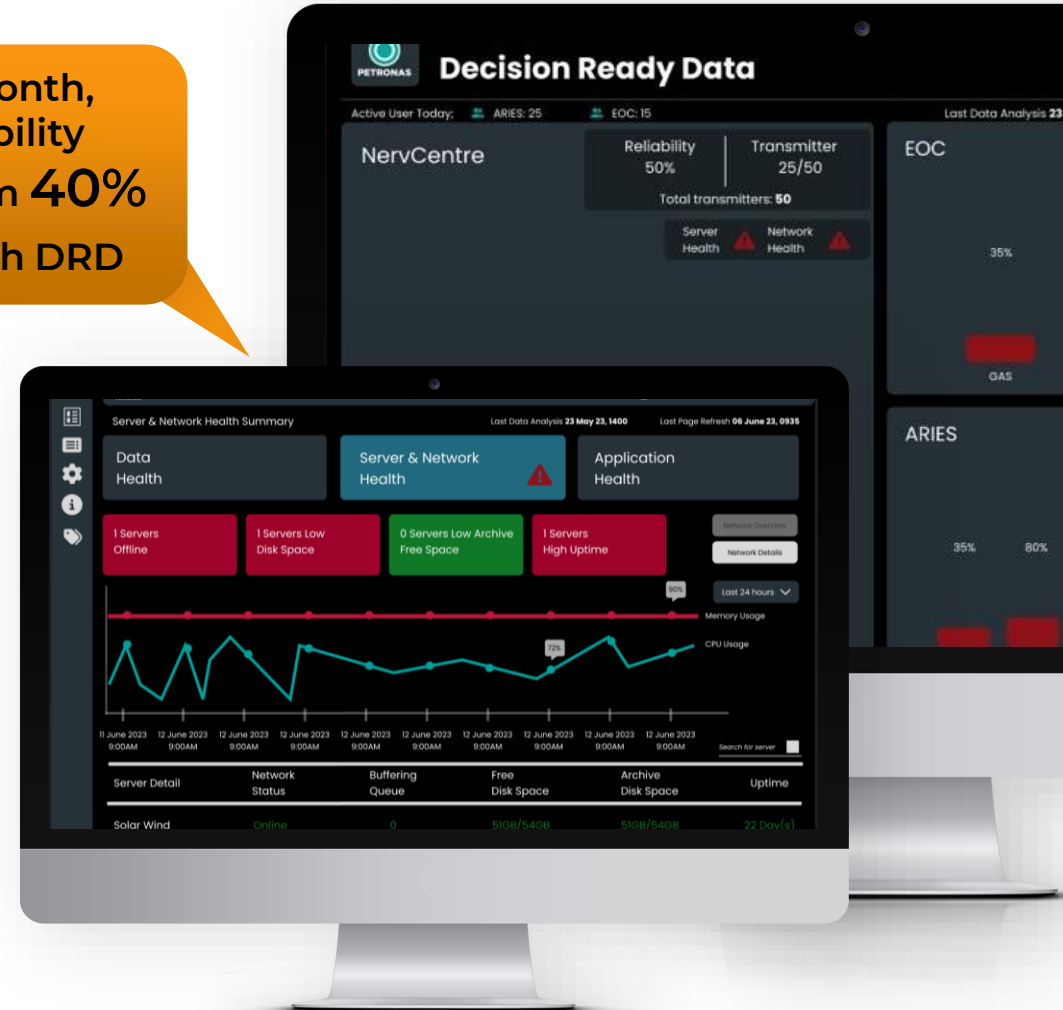 onth,
bility
m 40%
h DRD
PETRONAS
Decision Ready Data
Active User Today; ARIES: 25 EOC: 15 Last Data Analysis 23
NervCentre
Reliability
50%
Transmitter
25/50
Total transmitters: 50
Server
Health
Network
Health
EOC
35%
GAS
ARIES
35% 80%
Server & Network Health Summary Last Data Analysis 23 May 23, 1400 Last Page Refresh 06 June 23, 0935
Data
Health
Server & Network
Health
Application
Health
1 Servers
Offline
1 Servers Low
Disk Space
0 Servers Low Archive
Free Space
1 Servers
High Uptime
Network Overview
Network Details
Last 24 hours
90%
Memory Usage
72%
CPU Usage
11 June 2023 12 June 2023 12 June 2023 12 June 2023 12 June 2023 12 June 2023 12 June 2023 12 June 2023 12 June 2023 12 June 2023
9:00AM 9:00AM 9:00AM 9:00AM 9:00AM 9:00AM 9:00AM 9:00AM 9:00AM 9:00AM
Search for server
Server Detail
Network
Status
Buffering
Queue
Free
Disk Space
Archive
Disk Space
Uptime
Solar Wind Online 0 51GB/54GB 51GB/54GB 22 Day(s)